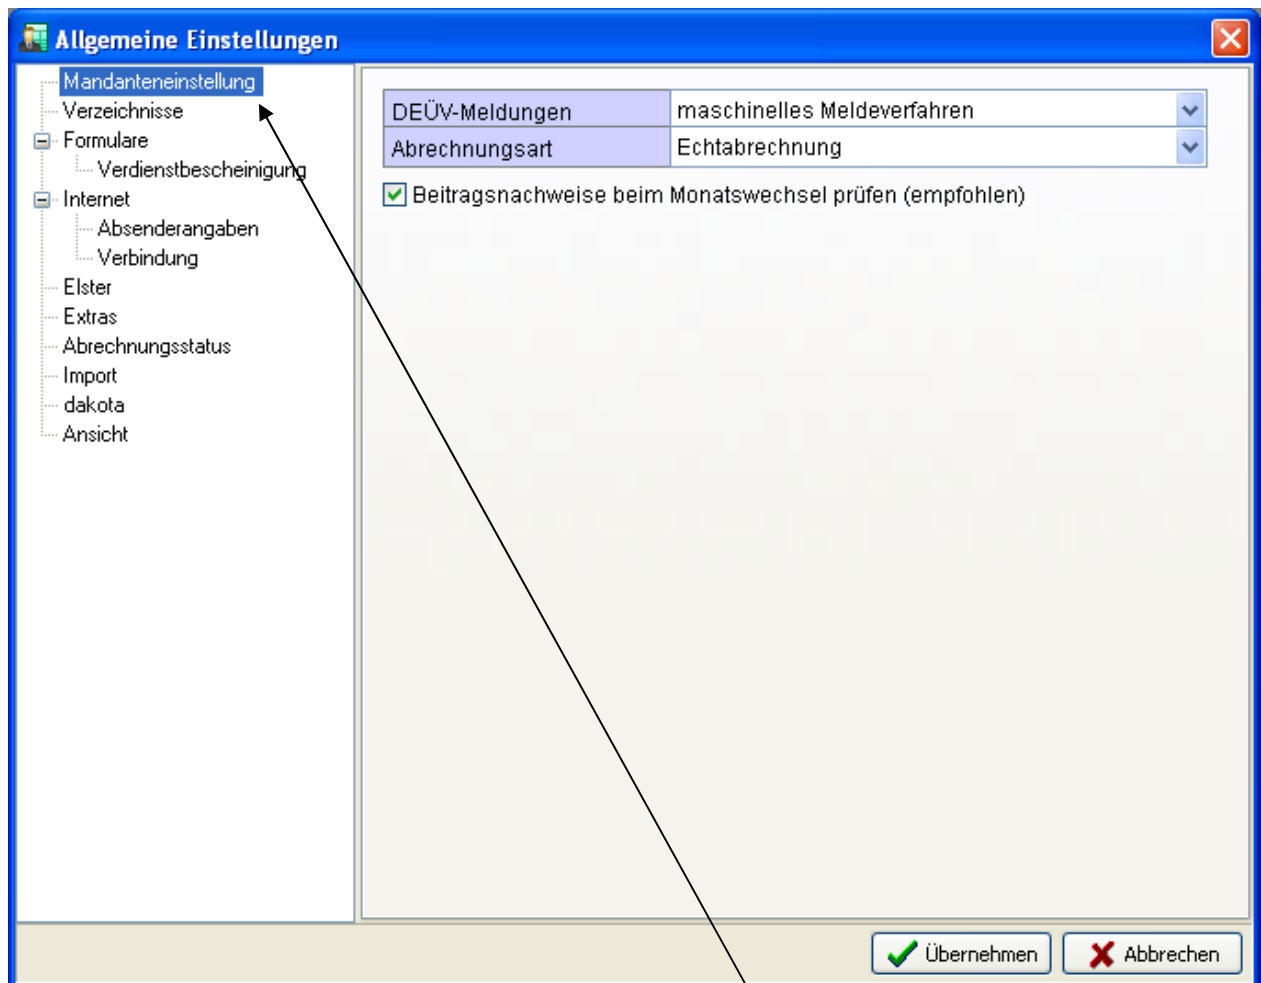 Allgemeine Einstellungen
Mandanteneinstellung
Verzeichnisse
Formulare
Verdienstbescheinigung
Internet
Absenderangaben
Verbindung
Elster
Extras
Abrechnungsstatus
Import
dakota
Ansicht
DEÜV-Meldungen maschinelles Meldeverfahren
Abrechnungsart Echtabrechnung
Beitragsnachweise beim Monatswechsel prüfen (empfohlen)
Übernehmen Abbrechen